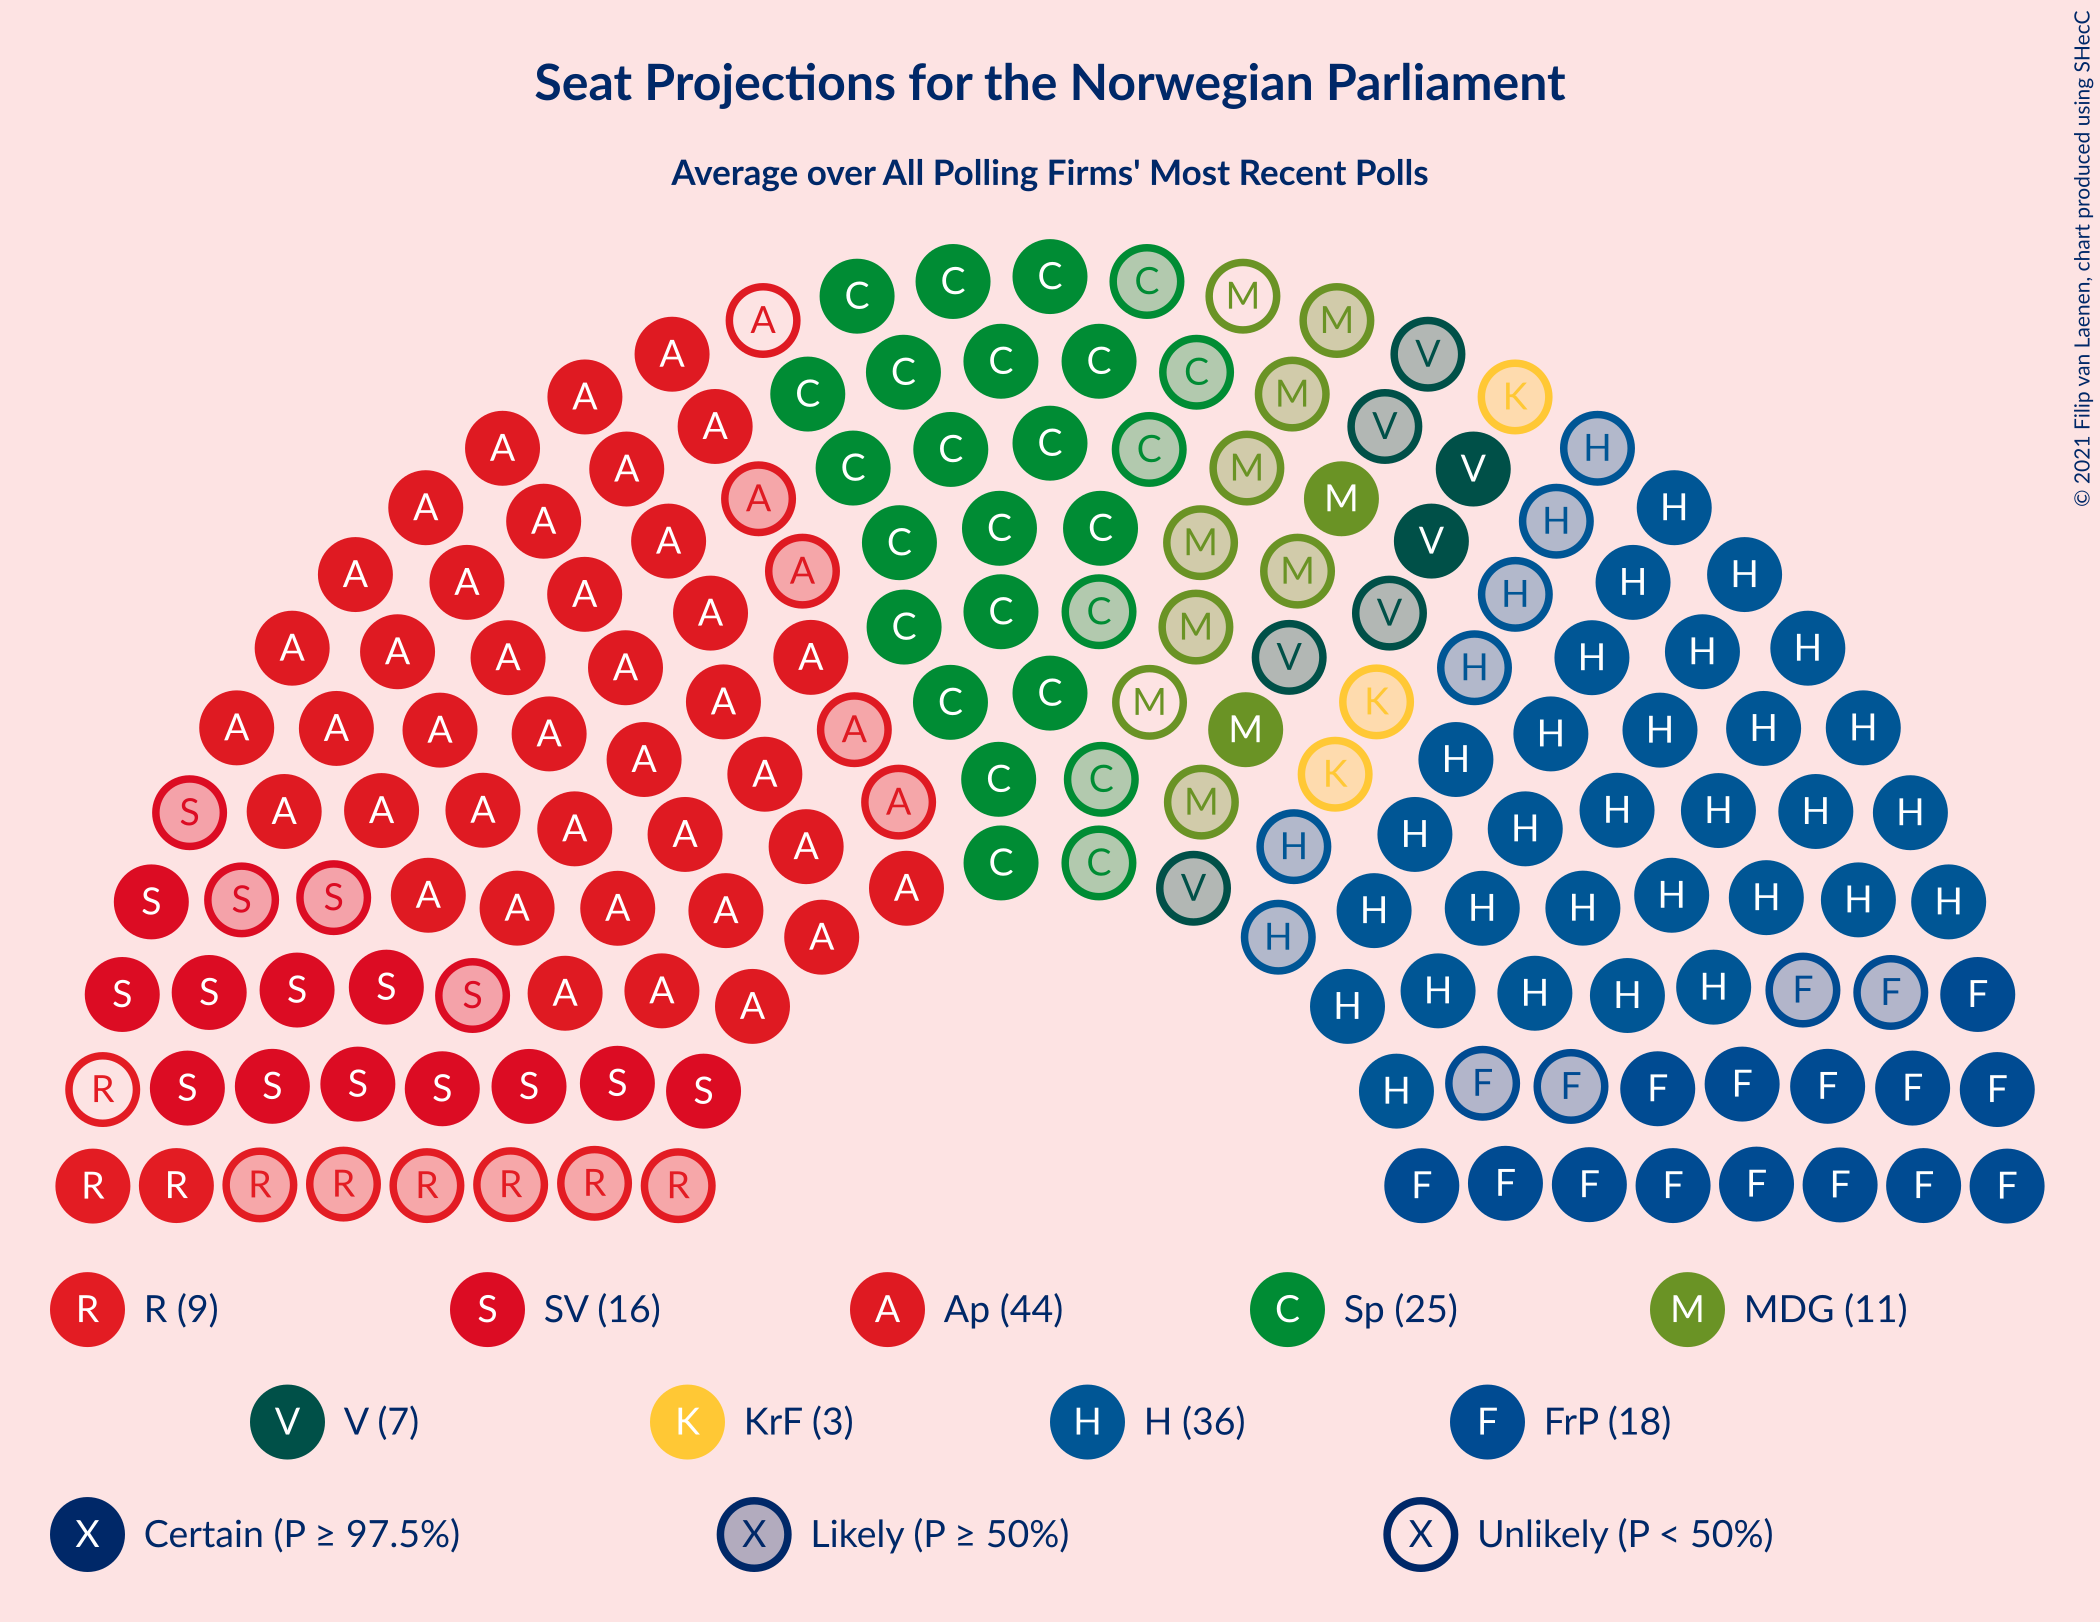 Seat Projections for the Norwegian Parliament
Average over All Polling Firms' Most Recent Polls
© 2021 Filip van Laenen, chart produced using SHecC
A C C C C M M V K
A A C C C C C M V H
A A A C C C C M M V H H
A A A A C C C M M V H H H
A A A A A C C C M V V H H H H
A A A A A A C C M M K H H H H H
A A A A A A A C C M K H H H H H H
S A A A A A A C C V H H H H H H H
S S S A A A A A H H H H H H H H
S S S S S A A A H H H H H F F F
R S S S S S S S H F F F F F F F
R R R R R R R R F F F F F F F F
R R (9) S SV (16) A Ap (44) C Sp (25) M MDG (11)
V V (7) K KrF (3) H H (36) F FrP (18)
X Certain (P ≥ 97.5%) X Likely (P ≥ 50%) X Unlikely (P < 50%)